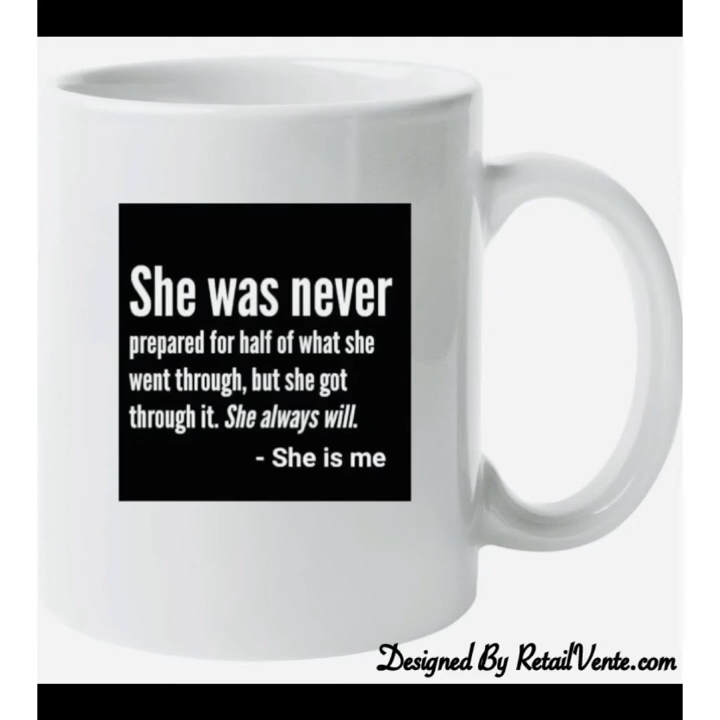 She was never
prepared for half of what she
went through, but she got
through it. She always will.
- She is me
Designed By RetailVente.com